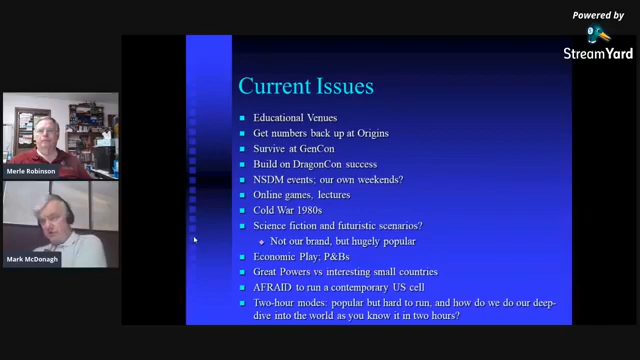 Powered by
StreamYard
Current Issues
Educational Venues
Get numbers back up at Origins
Survive at GenCon
Build on DragonCon success
NSDM events; our own weekends?
Online games, lectures
Cold War 1980s
Science fiction and futuristic scenarios?
Not our brand, but hugely popular
Economic Play; P&Bs
Great Powers vs interesting small countries
AFRAID to run a contemporary US cell
Two-hour modes: popular but hard to run, and how do we do our deep-
dive into the world as you know it in two hours?
Merle Robinson
Mark McDonagh